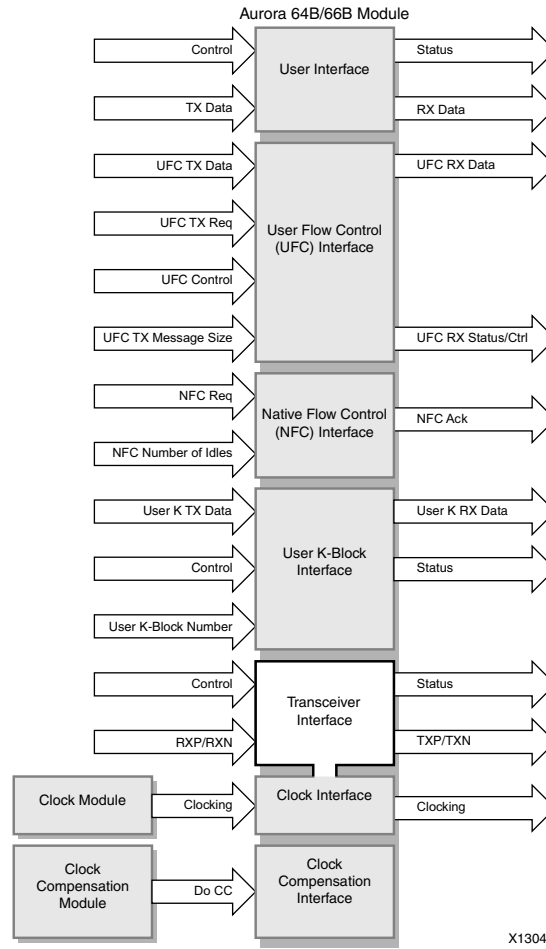 Aurora 64B/66B Module
Control
User Interface
Status
TX Data
RX Data
UFC TX Data
UFC RX Data
UFC TX Req
User Flow Control
(UFC) Interface
UFC Control
UFC TX Message Size
UFC RX Status/Ctrl
NFC Req
Native Flow Control
(NFC) Interface
NFC Ack
NFC Number of Idles
User K TX Data
User K RX Data
User K-Block
Interface
Control
Status
User K-Block Number
Control
Transceiver
Interface
Status
RXP/RXN
TXP/TXN
Clock Module
Clocking
Clock Interface
Clocking
Clock
Compensation
Module
Do CC
Clock
Compensation
Interface
X1304